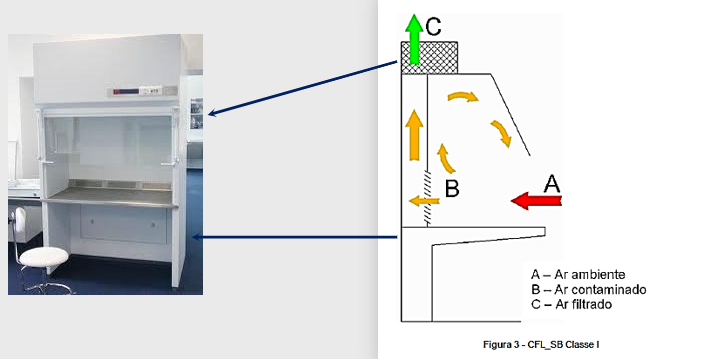 C
A
B
A – Ar ambiente
B – Ar contaminado
C – Ar filtrado
Figura 3 - CFL_SB Classe I